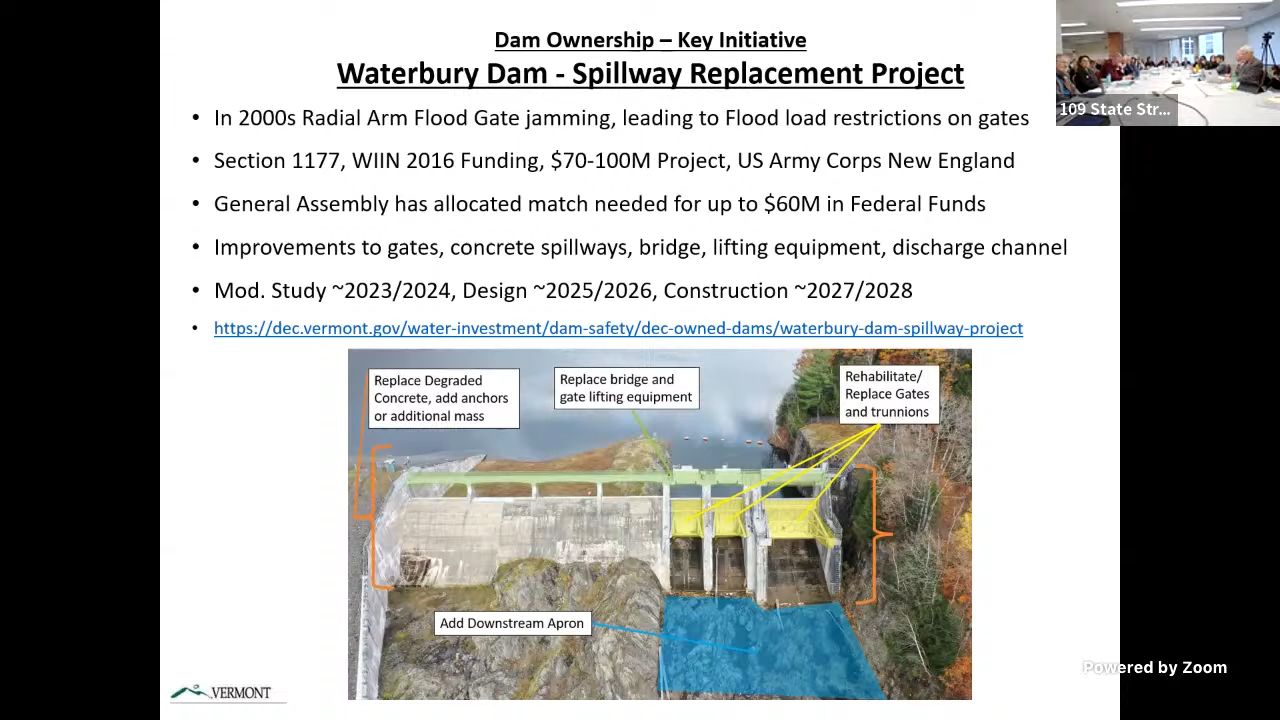 Dam Ownership – Key Initiative
Waterbury Dam - Spillway Replacement Project
• In 2000s Radial Arm Flood Gate jamming, leading to Flood load restrictions on gates
• Section 1177, WIIN 2016 Funding, $70-100M Project, US Army Corps New England
• General Assembly has allocated match needed for up to $60M in Federal Funds
• Improvements to gates, concrete spillways, bridge, lifting equipment, discharge channel
• Mod. Study ~2023/2024, Design ~2025/2026, Construction ~2027/2028
• https://dec.vermont.gov/water-investment/dam-safety/dec-owned-dams/waterbury-dam-spillway-project
Replace Degraded
Concrete, add anchors
or additional mass
Replace bridge and
gate lifting equipment
Rehabilitate/
Replace Gates
and trunnions
Add Downstream Apron
VERMONT
109 State Str...
Powered by Zoom